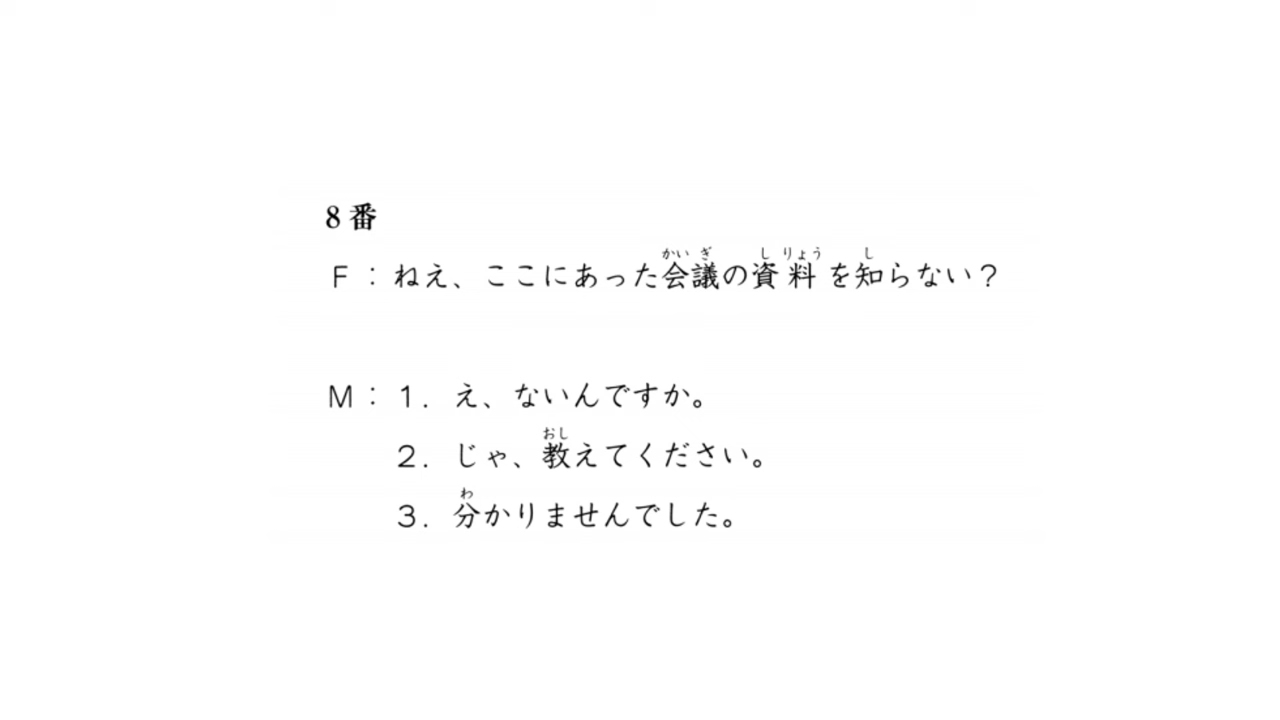 8番
F：ねえ、ここにあった会議の資料を知らない？
M：1．え、ないんですか。
2．じゃ、教えてください。
3．分かりませんでした。